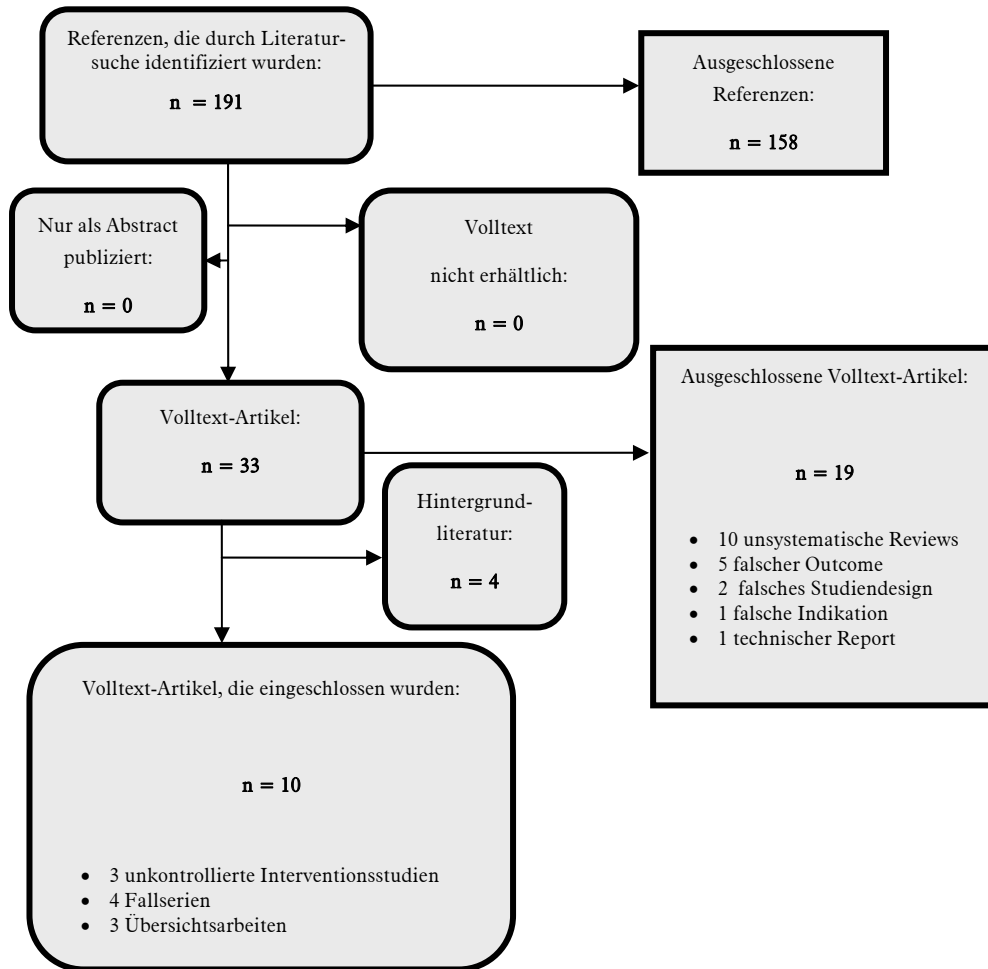 Referenzen, die durch Literatur-
suche identifiziert wurden:
n = 191
Ausgeschlossene
Referenzen:
n = 158
Nur als Abstract
publiziert:
n = 0
Volltext
nicht erhältlich:
n = 0
Volltext-Artikel:
n = 33
Ausgeschlossene Volltext-Artikel:
n = 19
• 10 unsystematische Reviews
• 5 falscher Outcome
• 2 falsches Studiendesign
• 1 falsche Indikation
• 1 technischer Report
Hintergrund-
literatur:
n = 4
Volltext-Artikel, die eingeschlossen wurden:
n = 10
• 3 unkontrollierte Interventionsstudien
• 4 Fallserien
• 3 Übersichtsarbeiten